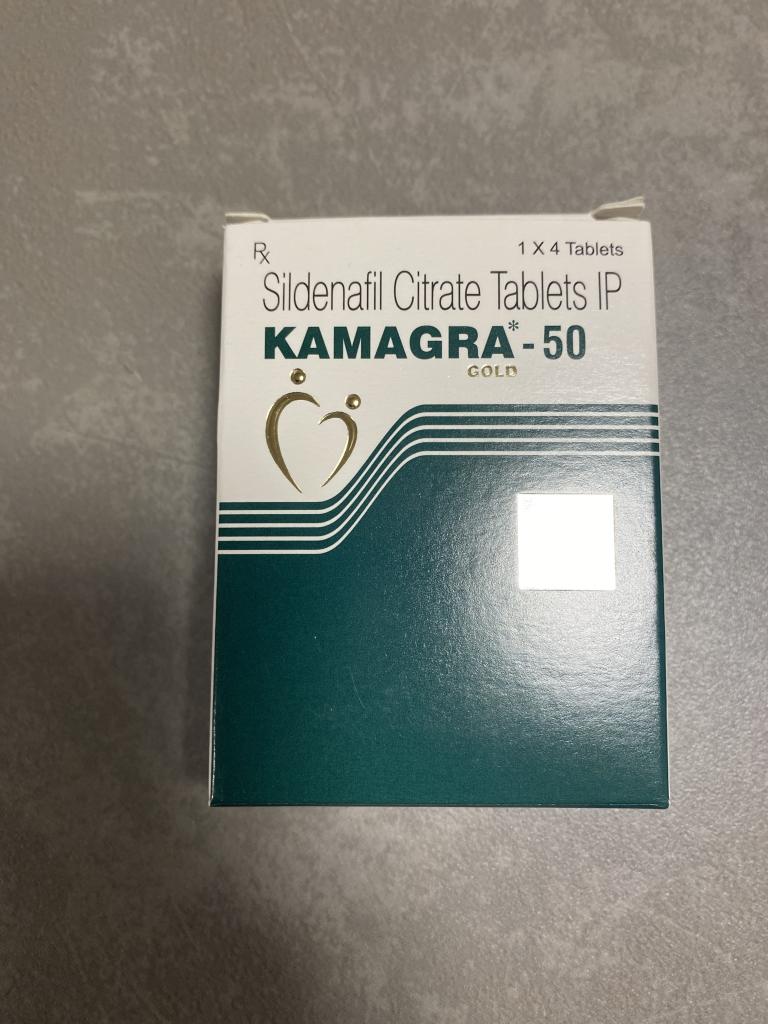 Rx 1 X 4 Tablets
Sildenafil Citrate Tablets IP
KAMAGRA* - 50
GOLD